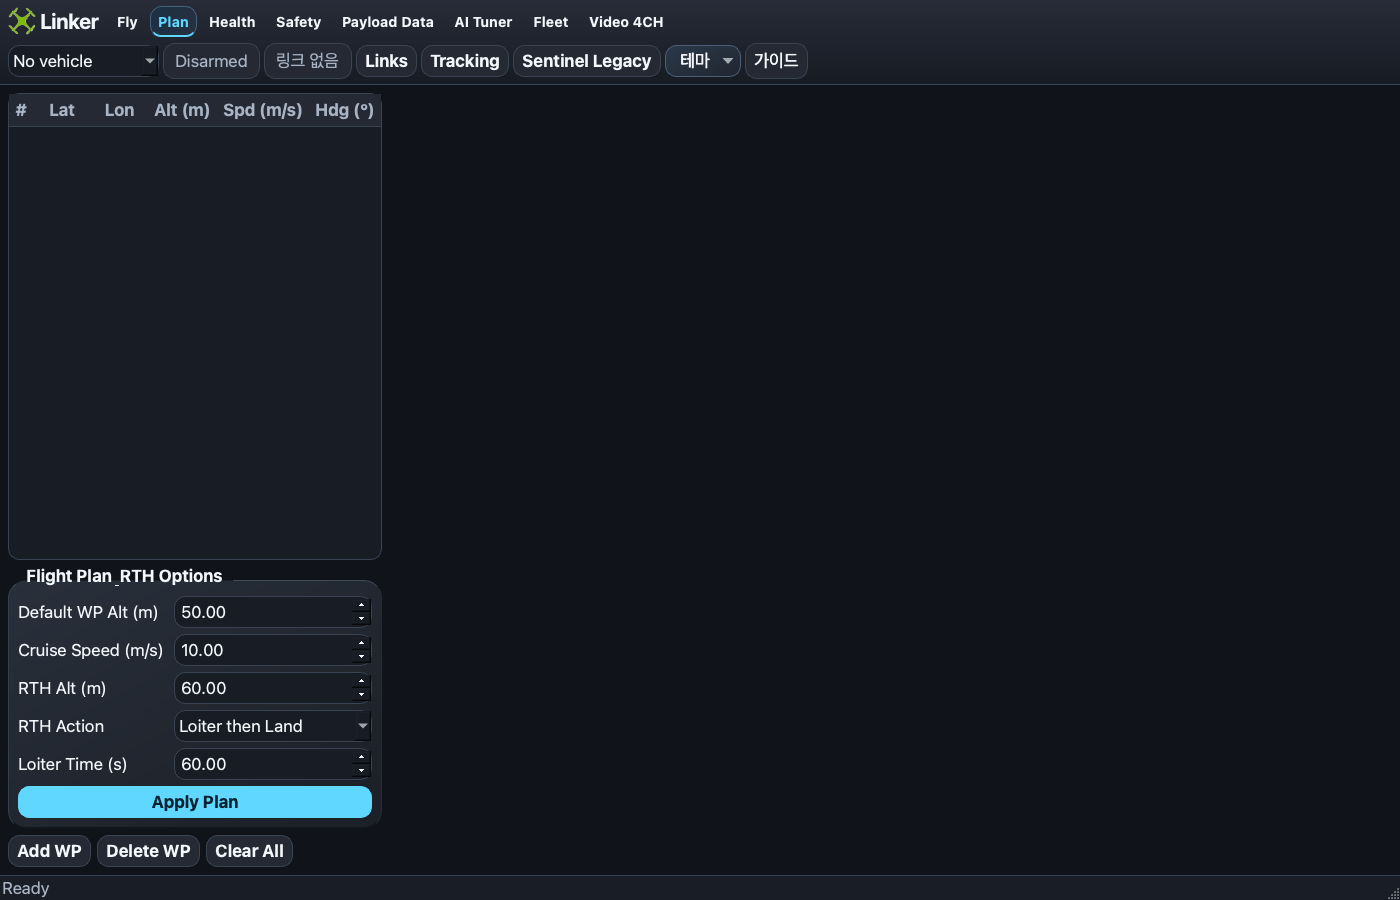 Linker Fly Plan Health Safety Payload Data AI Tuner Fleet Video 4CH
No vehicle Disarmed 링크 없음 Links Tracking Sentinel Legacy 테마 가이드
# Lat Lon Alt (m) Spd (m/s) Hdg (°)
Flight Plan_RTH Options
Default WP Alt (m) 50.00
Cruise Speed (m/s) 10.00
RTH Alt (m) 60.00
RTH Action Loiter then Land
Loiter Time (s) 60.00
Apply Plan
Add WP Delete WP Clear All
Ready